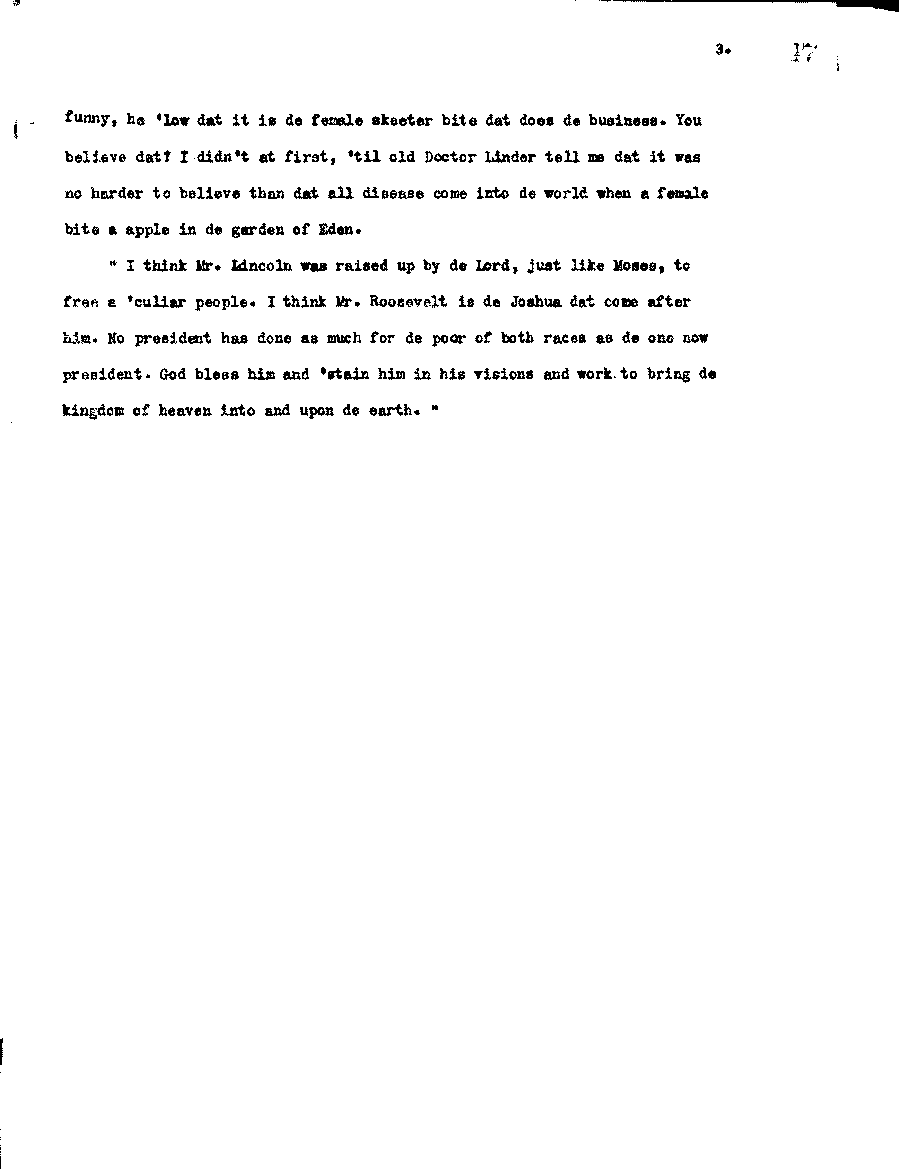 3. 17
funny, he 'low dat it is de female skeeter bite dat does de business. You
believe dat? I didn't at first, 'til old Doctor Linder tell me dat it was
no harder to believe than dat all disease come into de world when a female
bite a apple in de garden of Eden.
" I think Mr. Lincoln was raised up by de Lord, just like Moses, to
free a 'culiar people. I think Mr. Roosevelt is de Joshua dat come after
him. No president has done as much for de poor of both races as de one now
president. God bless him and 'stain him in his visions and work to bring de
kingdom of heaven into and upon de earth. "